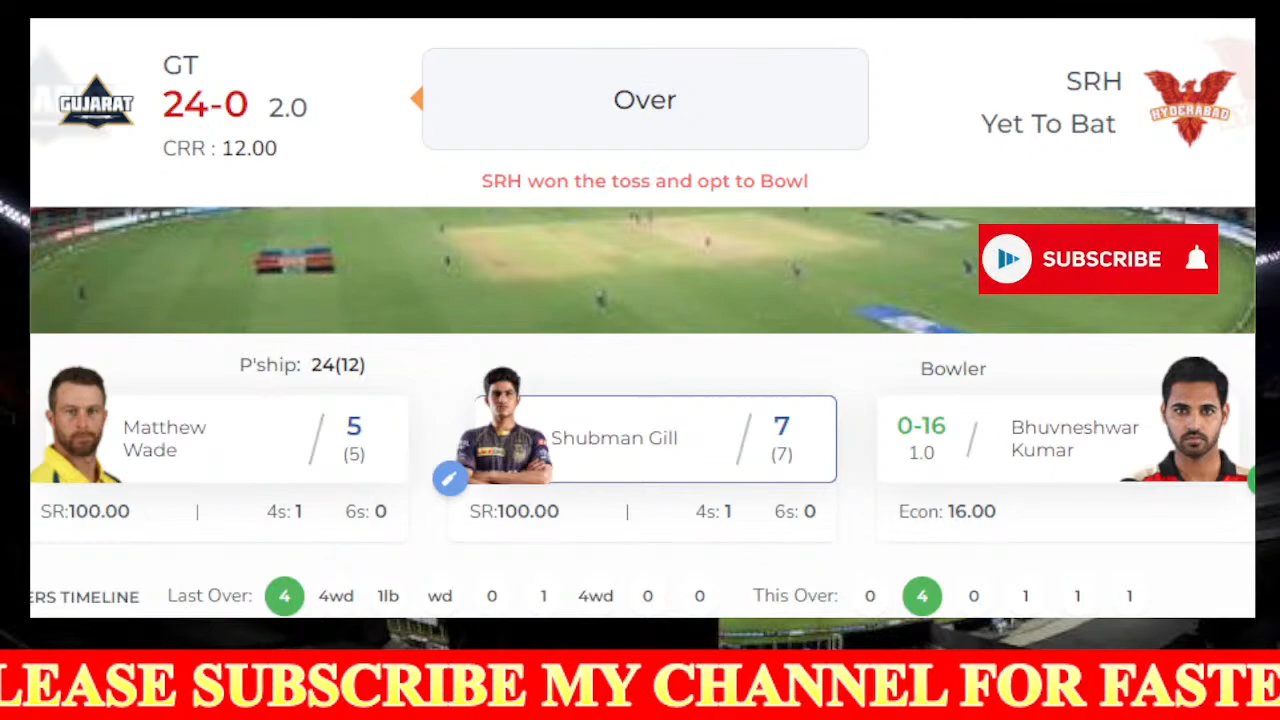 GT
24-0 2.0
CRR : 12.00
GUJARAT
Over
SRH won the toss and opt to Bowl
SRH
Yet To Bat
HYDERABAD
SUBSCRIBE
P'ship: 24(12)
Matthew
Wade
5
(5)
SR:100.00 | 4s: 1 6s: 0
Shubman Gill
7
(7)
SR:100.00 | 4s: 1 6s: 0
Bowler
0-16
1.0
Bhuvneshwar
Kumar
Econ: 16.00
ERS TIMELINE Last Over: 4 4wd 1lb wd 0 1 4wd 0 0 This Over: 0 4 0 1 1 1
LEASE SUBSCRIBE MY CHANNEL FOR FASTE